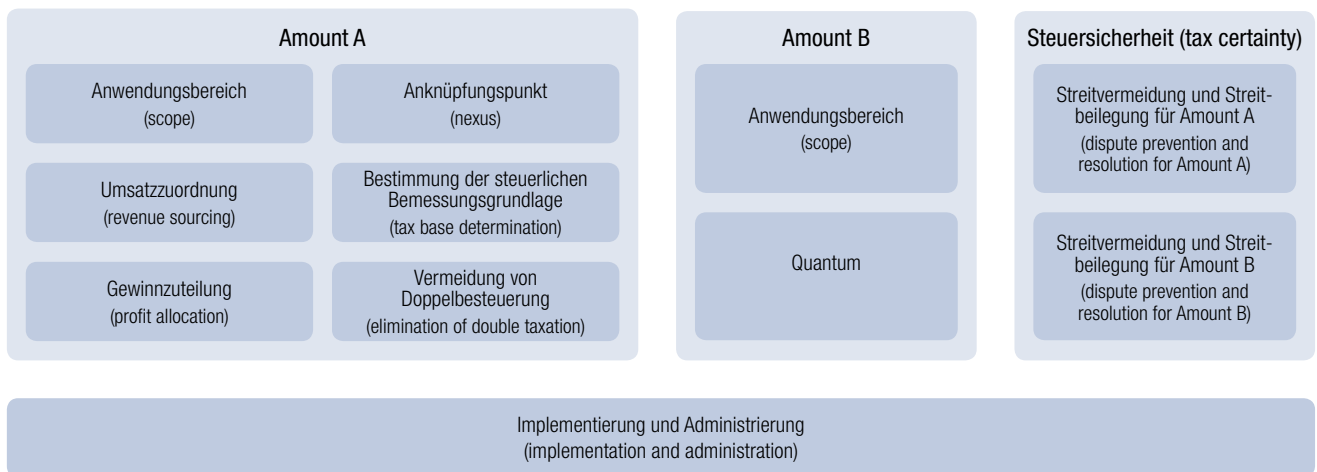 Amount A
Anwendungsbereich
(scope)
Anknüpfungspunkt
(nexus)
Umsatzzuordnung
(revenue sourcing)
Bestimmung der steuerlichen
Bemessungsgrundlage
(tax base determination)
Gewinnzuteilung
(profit allocation)
Vermeidung von
Doppelbesteuerung
(elimination of double taxation)
Amount B
Anwendungsbereich
(scope)
Quantum
Steuersicherheit (tax certainty)
Streitvermeidung und Streit-
beilegung für Amount A
(dispute prevention and
resolution for Amount A)
Streitvermeidung und Streit-
beilegung für Amount B
(dispute prevention and
resolution for Amount B)
Implementierung und Administrierung
(implementation and administration)